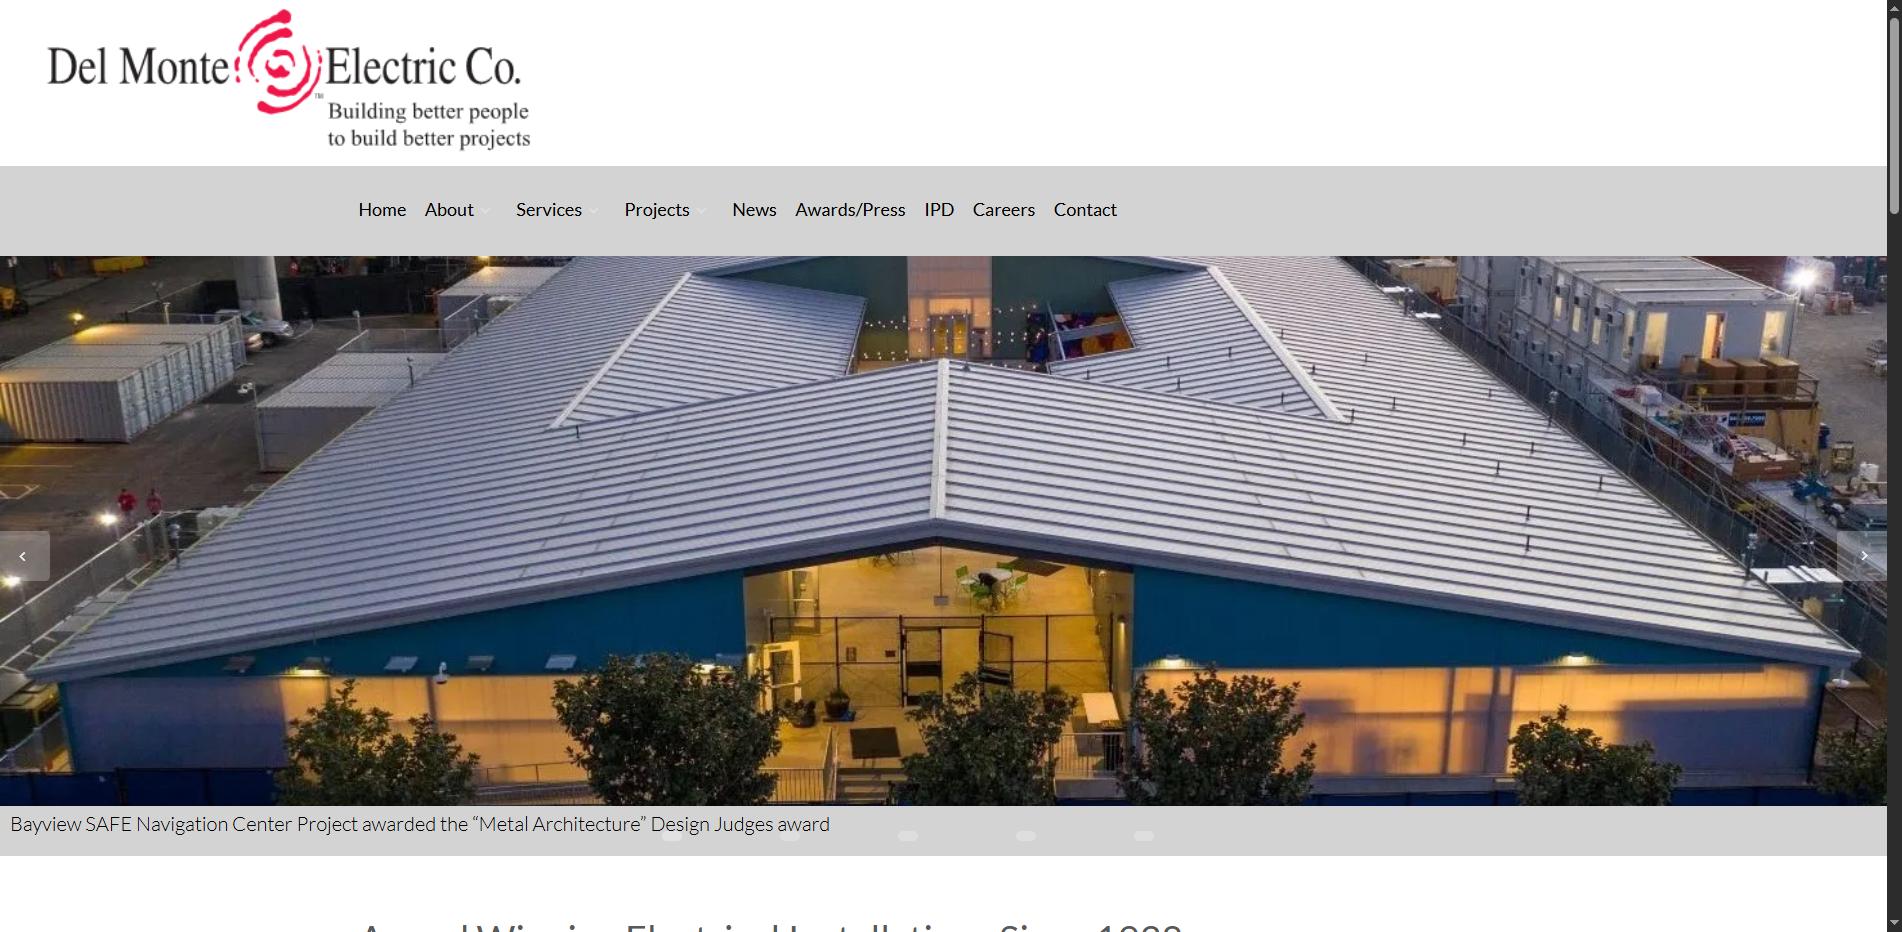 Del Monte Electric Co.
TM
Building better people
to build better projects
Home About Services Projects News Awards/Press IPD Careers Contact
Bayview SAFE Navigation Center Project awarded the “Metal Architecture” Design Judges award